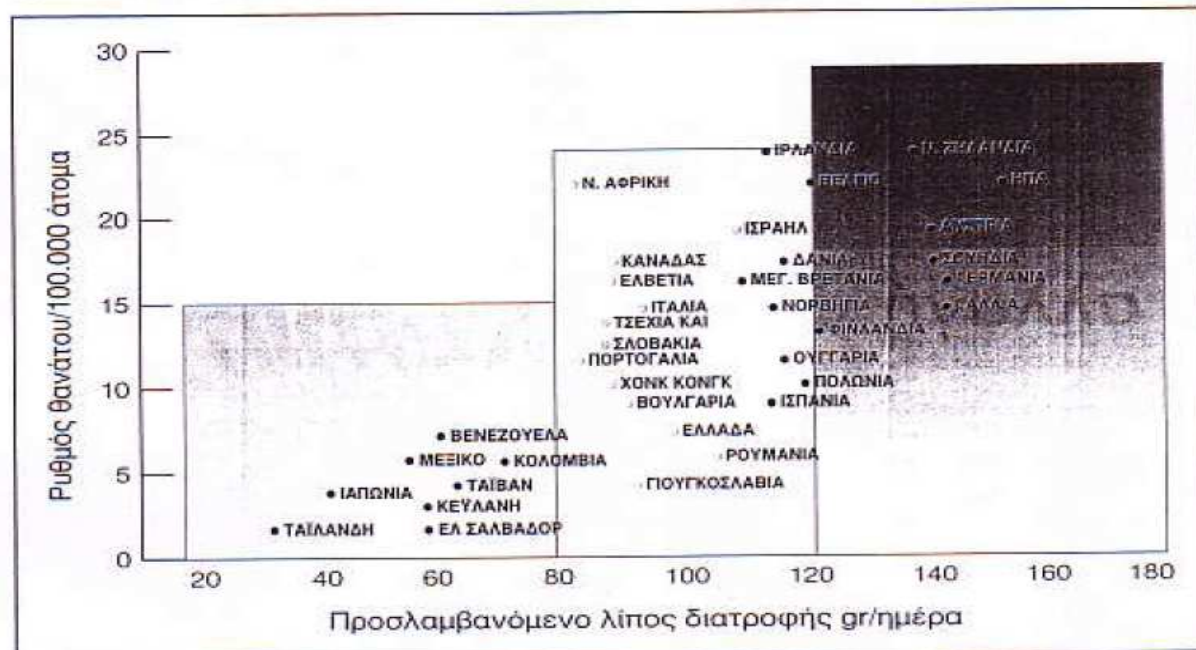 Ρυθμός θανάτου/100.000 άτομα
30
25
20
15
10
5
0
ΙΡΛΑΝΔΙΑ
Ν. ΖΗΛΑΝΔΙΑ
Ν. ΑΦΡΙΚΗ
ΒΕΛΓΙΟ
ΗΠΑ
ΙΣΡΑΗΛ
ΚΑΝΑΔΑΣ
ΔΑΝΙΑ
ΣΟΥΗΔΙΑ
ΕΛΒΕΤΙΑ
ΜΕΓ. ΒΡΕΤΑΝΙΑ
ΓΕΡΜΑΝΙΑ
ΙΤΑΛΙΑ
ΝΟΡΒΗΓΙΑ
ΓΑΛΛΙΑ
ΤΣΕΧΙΑ ΚΑΙ
ΣΛΟΒΑΚΙΑ
ΦΙΝΛΑΝΔΙΑ
ΠΟΡΤΟΓΑΛΙΑ
ΟΥΓΓΑΡΙΑ
ΧΟΝΚ ΚΟΝΓΚ
ΠΟΛΩΝΙΑ
ΒΟΥΛΓΑΡΙΑ
ΙΣΠΑΝΙΑ
ΒΕΝΕΖΟΥΕΛΑ
ΕΛΛΑΔΑ
ΜΕΞΙΚΟ
ΚΟΛΟΜΒΙΑ
ΡΟΥΜΑΝΙΑ
ΙΑΠΩΝΙΑ
ΤΑΪΒΑΝ
ΓΙΟΥΓΚΟΣΛΑΒΙΑ
ΚΕΫΛΑΝΗ
ΤΑΪΛΑΝΔΗ
ΕΛ ΣΑΛΒΑΔΟΡ
20 40 60 80 100 120 140 160 180
Προσλαμβανόμενο λίπος διατροφής gr/ημέρα